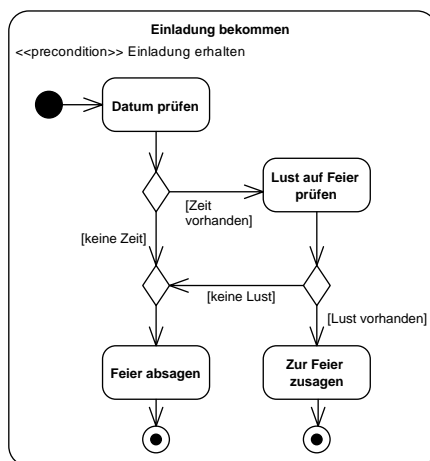 Einladung bekommen
<<precondition>> Einladung erhalten
Datum prüfen
Lust auf Feier
prüfen
[Zeit
vorhanden]
[keine Zeit]
[keine Lust]
[Lust vorhanden]
Feier absagen
Zur Feier
zusagen